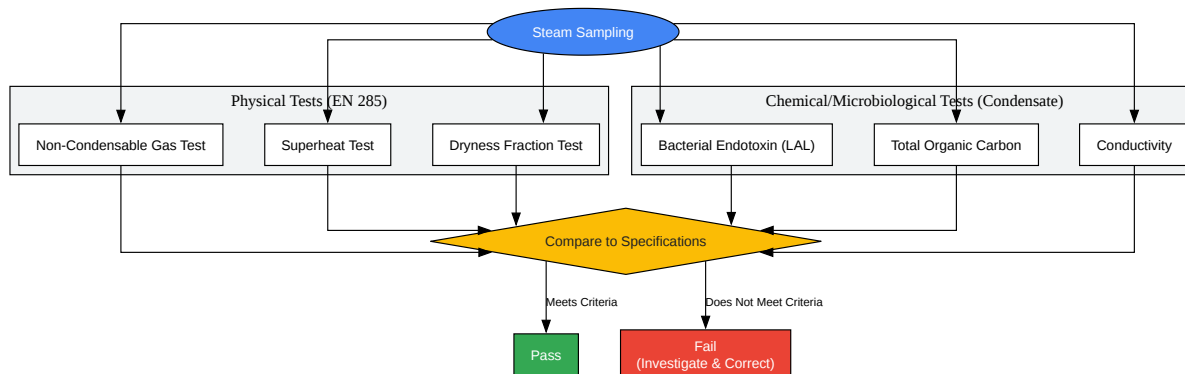 Steam Sampling
Physical Tests (EN 285)
Chemical/Microbiological Tests (Condensate)
Non-Condensable Gas Test
Superheat Test
Dryness Fraction Test
Bacterial Endotoxin (LAL)
Total Organic Carbon
Conductivity
Compare to Specifications
Meets Criteria
Does Not Meet Criteria
Pass
Fail
(Investigate & Correct)